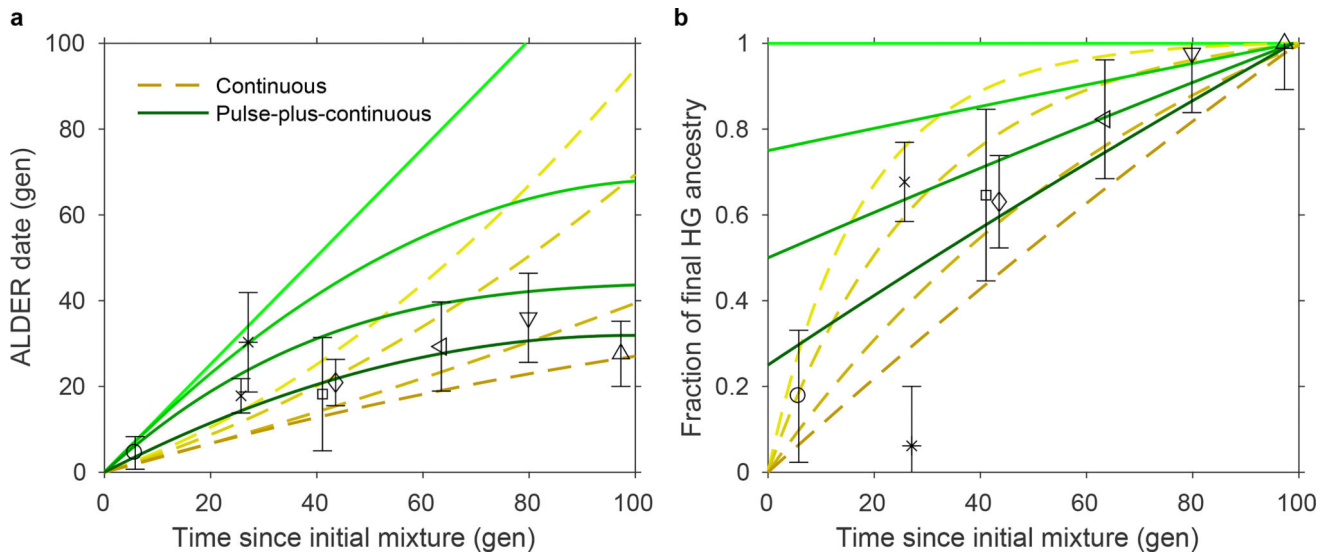 a
ALDER date (gen)
100
80
60
40
20
0
Continuous
Pulse-plus-continuous
0 20 40 60 80 100
Time since initial mixture (gen)
b
Fraction of final HG ancestry
1
0.8
0.6
0.4
0.2
0
0 20 40 60 80 100
Time since initial mixture (gen)